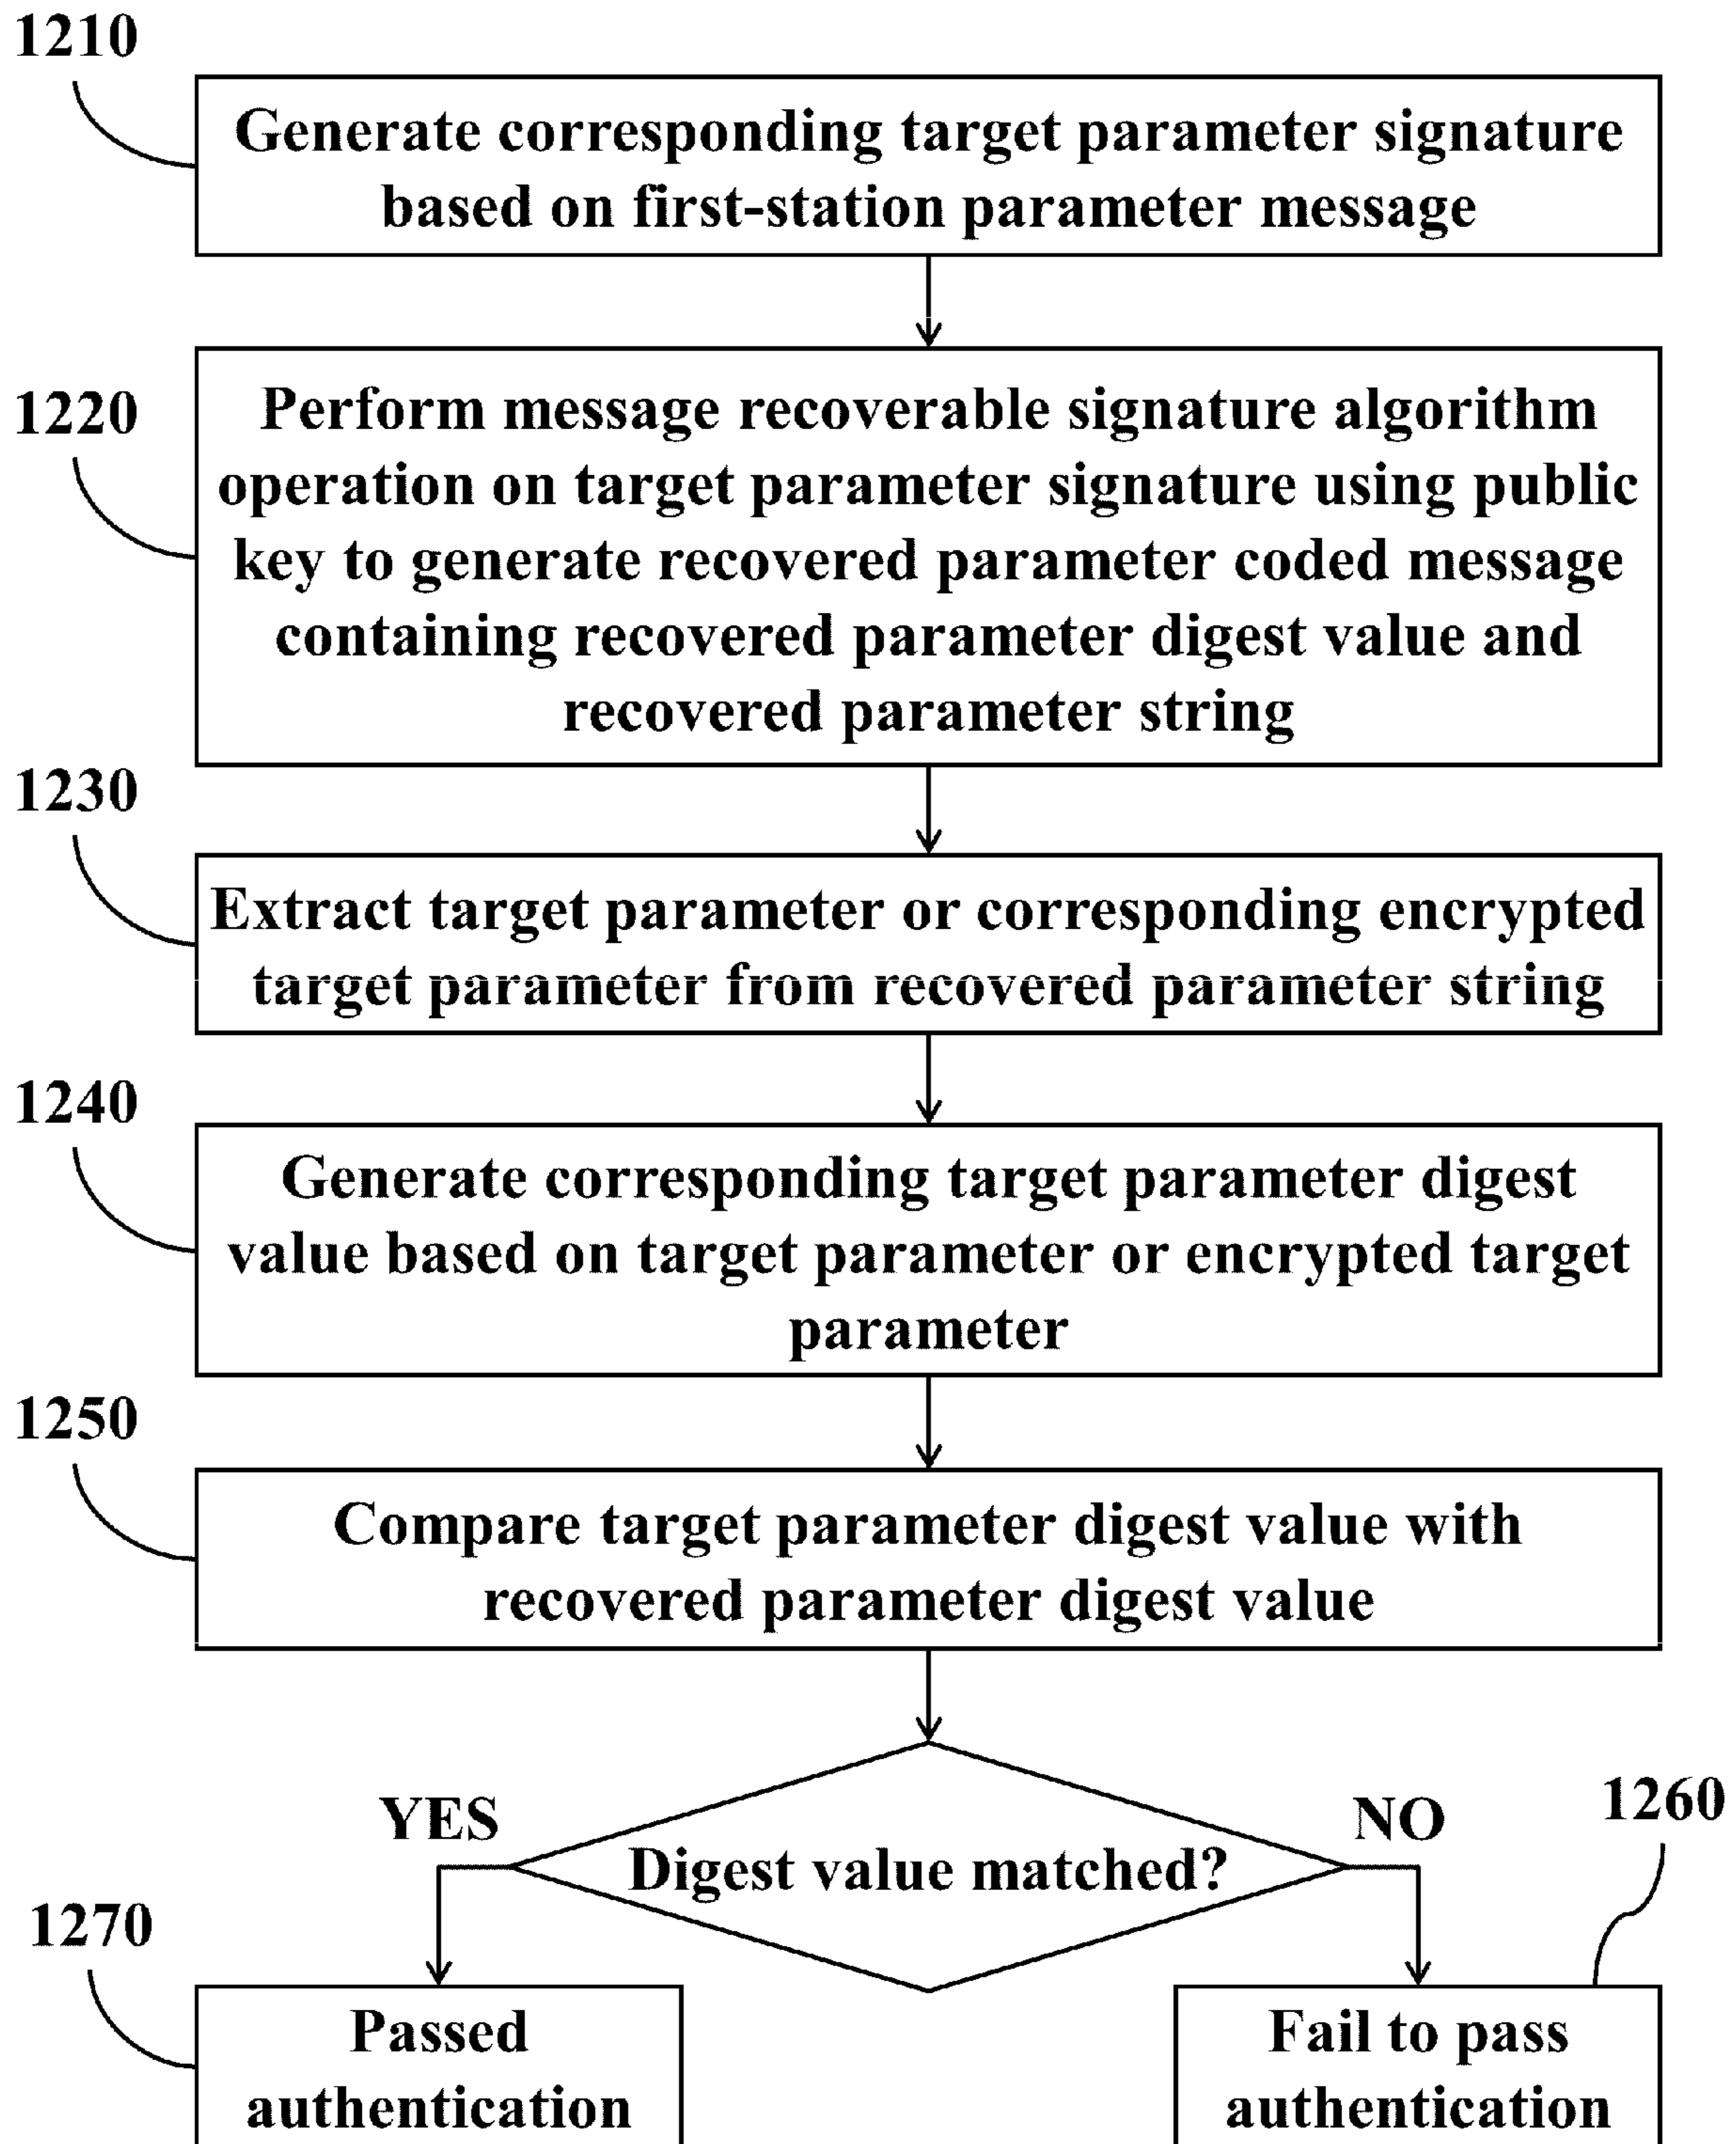 1210
Generate corresponding target parameter signature
based on first-station parameter message
1220
Perform message recoverable signature algorithm
operation on target parameter signature using public
key to generate recovered parameter coded message
containing recovered parameter digest value and
recovered parameter string
1230
Extract target parameter or corresponding encrypted
target parameter from recovered parameter string
1240
Generate corresponding target parameter digest
value based on target parameter or encrypted target
parameter
1250
Compare target parameter digest value with
recovered parameter digest value
YES
NO
1260
Digest value matched?
1270
Passed
authentication
Fail to pass
authentication